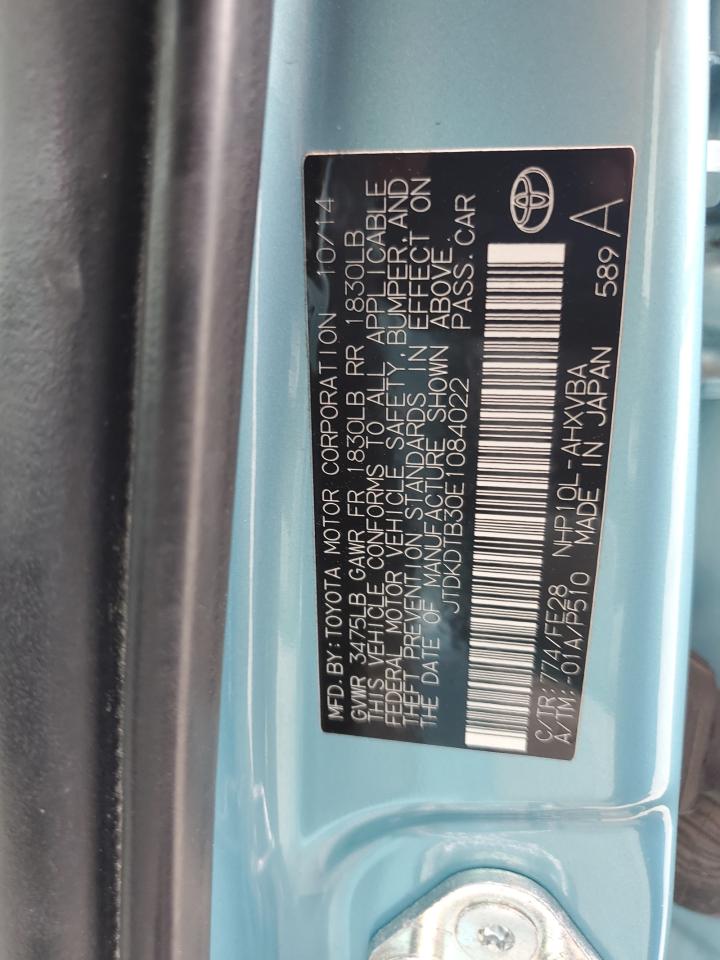 MFD. BY: TOYOTA MOTOR CORPORATION 10/14
GVWR 3475LB GAWR FR 1830LB RR 1830LB
THIS VEHICLE CONFORMS TO ALL APPLICABLE
FEDERAL MOTOR VEHICLE SAFETY, BUMPER, AND
THEFT PREVENTION STANDARDS IN EFFECT ON
THE DATE OF MANUFACTURE SHOWN ABOVE.
JTDKDTB30E1084022 PASS. CAR
C/TR: 774/FE28 NHP10L-AHXVBA
A/TM: -01A/P510 MADE IN JAPAN 589 A